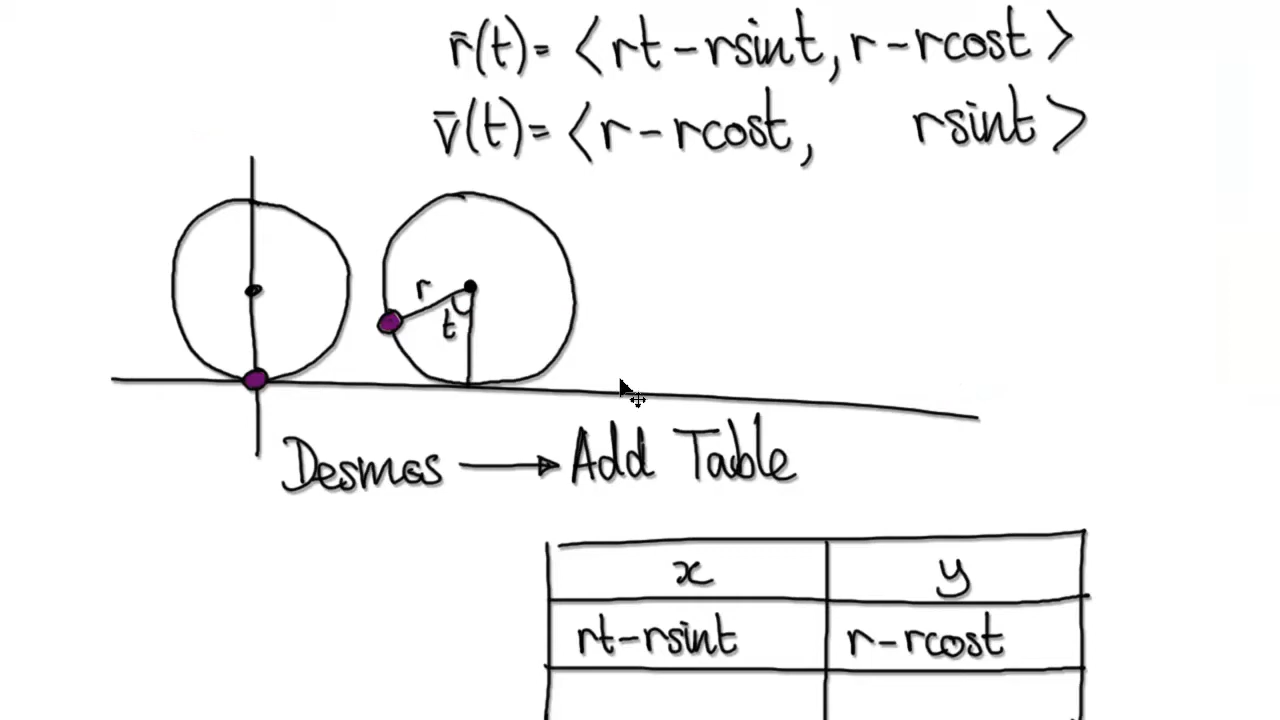 r̄(t)= <rt-rsint, r-rcost>
v̄(t)= <r-rcost, rsint>
r
t
Desmos → Add Table
x y
rt-rsint r-rcost